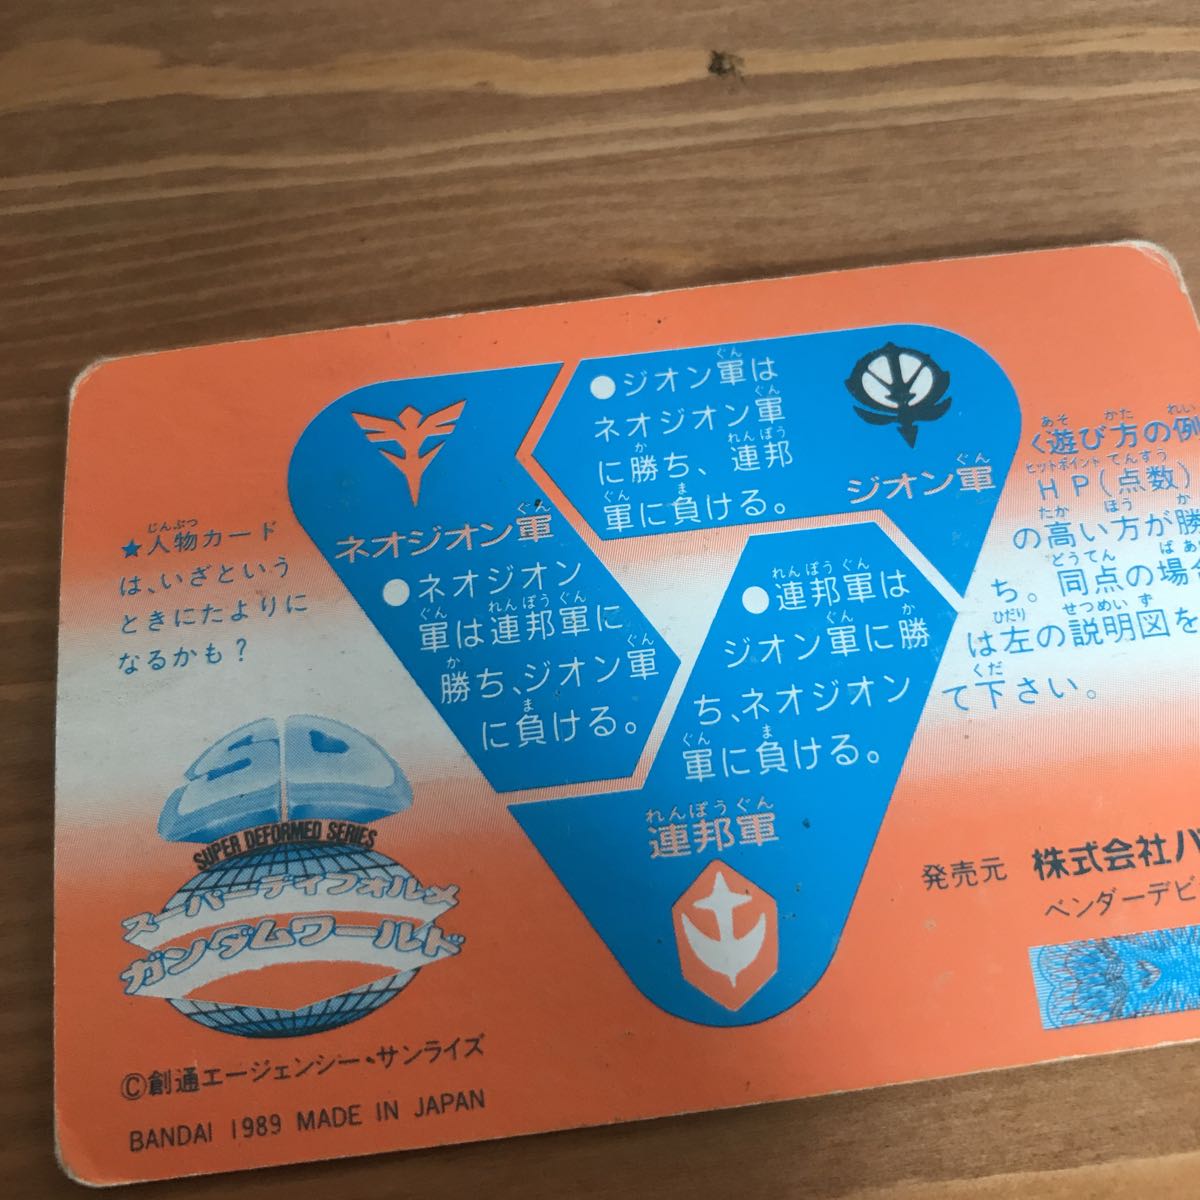 ●ジオン軍は
ネオジオン軍
に勝ち、連邦
軍に負ける。
ジオン軍
ネオジオン軍
●ネオジオン
軍は連邦軍に
勝ち、ジオン軍
に負ける。
●連邦軍は
ジオン軍に勝
ち、ネオジオン
軍に負ける。
連邦軍
★人物カード
は、いざという
ときにたよりに
なるかも?
く遊び方の例
HP(点数)
の高い方が勝
ち。同点の場合
は左の説明図を
て下さい。
SUPER DEFORMED SERIES
スーパーディフォルメ
ガンダムワールド
発売元 株式会社バ
ベンダーデビ
©創通エージェンシー・サンライズ
BANDAI 1989 MADE IN JAPAN